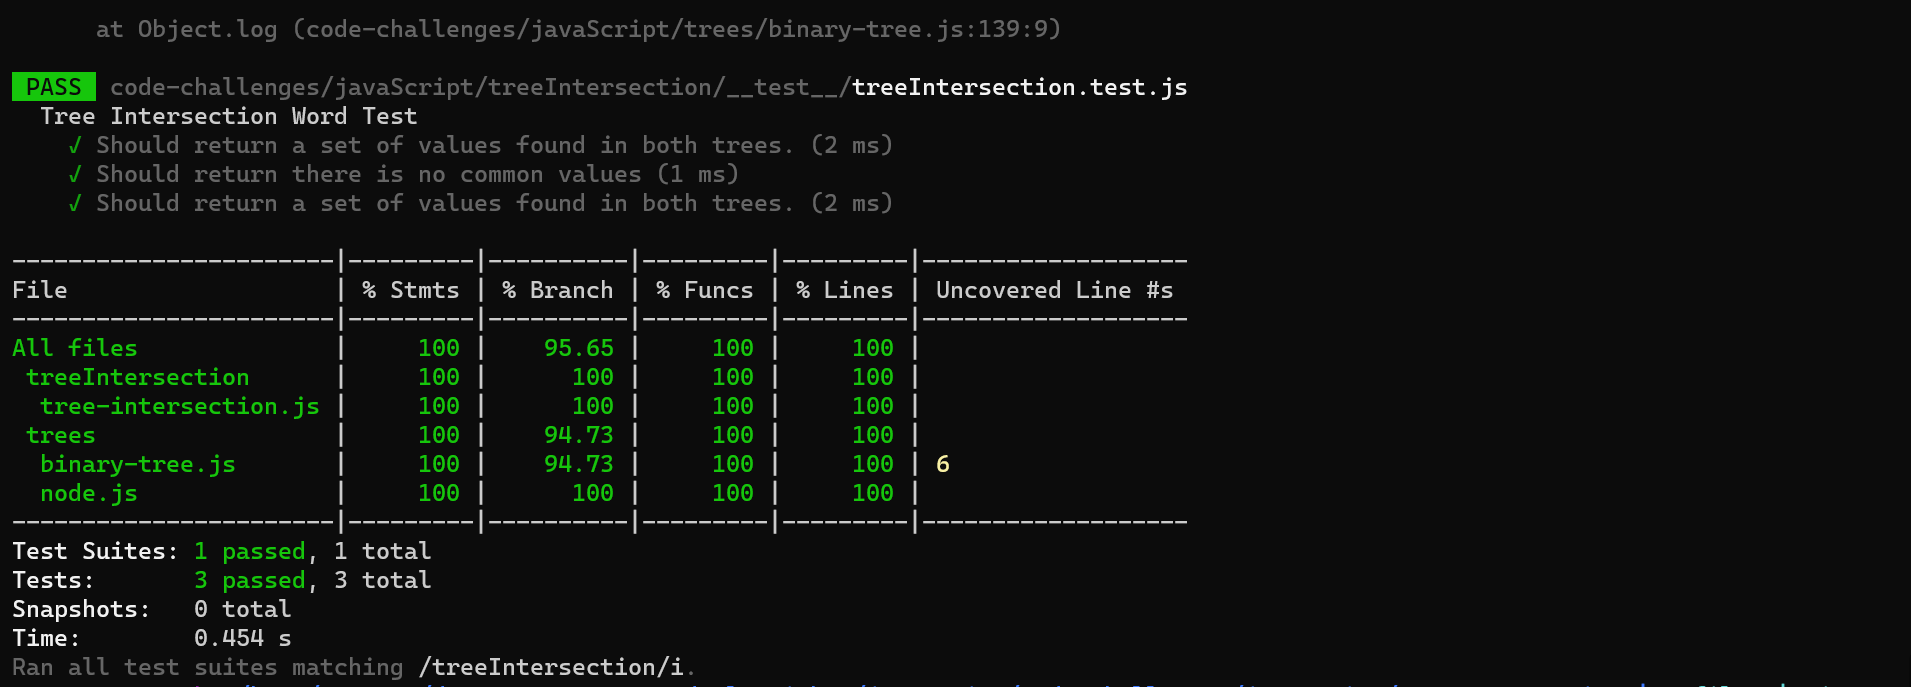 at Object.log (code-challenges/javaScript/trees/binary-tree.js:139:9)
PASS code-challenges/javaScript/treeIntersection/__test__/treeIntersection.test.js
Tree Intersection Word Test
√ Should return a set of values found in both trees. (2 ms)
√ Should return there is no common values (1 ms)
√ Should return a set of values found in both trees. (2 ms)
-----------------------|---------|----------|---------|---------|-------------------
File                   | % Stmts | % Branch | % Funcs | % Lines | Uncovered Line #s
-----------------------|---------|----------|---------|---------|-------------------
All files              |     100 |    95.65 |     100 |     100 |
 treeIntersection      |     100 |      100 |     100 |     100 |
  tree-intersection.js |     100 |      100 |     100 |     100 |
 trees                 |     100 |    94.73 |     100 |     100 |
  binary-tree.js       |     100 |    94.73 |     100 |     100 | 6
  node.js              |     100 |      100 |     100 |     100 |
-----------------------|---------|----------|---------|---------|-------------------
Test Suites: 1 passed, 1 total
Tests:       3 passed, 3 total
Snapshots:   0 total
Time:        0.454 s
Ran all test suites matching /treeIntersection/i.